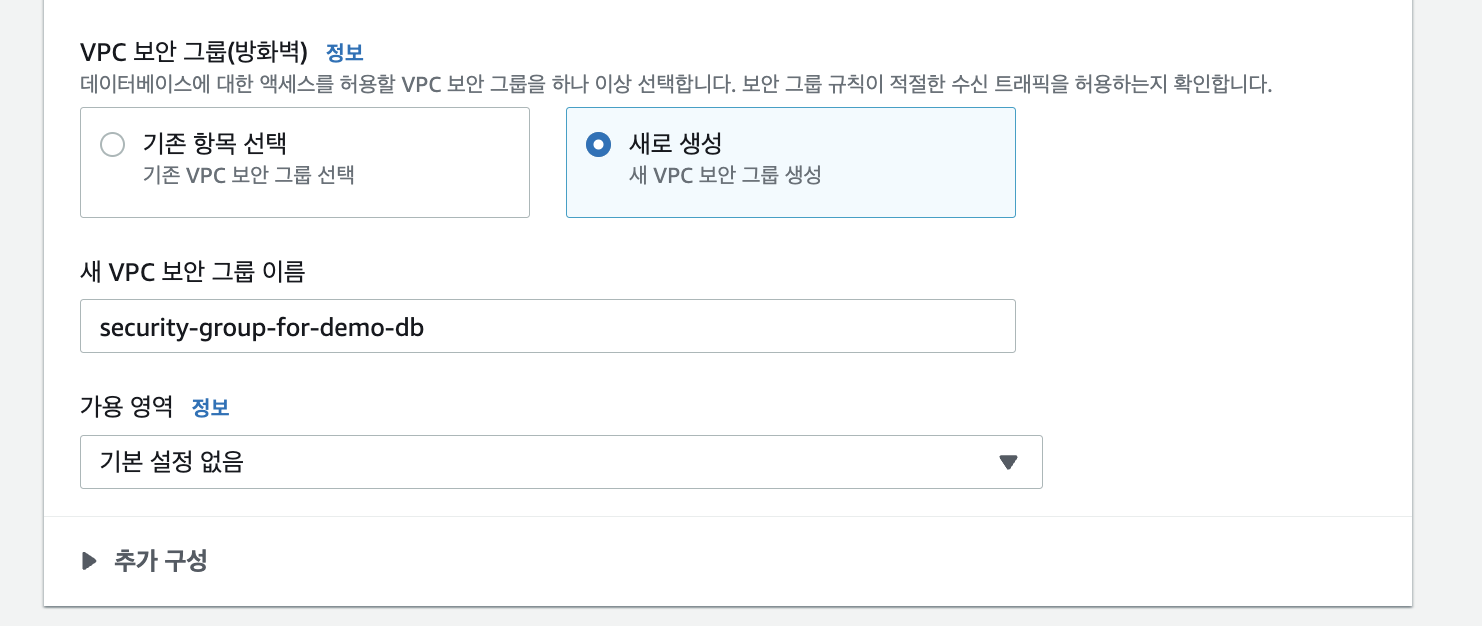 VPC 보안 그룹(방화벽) 정보
데이터베이스에 대한 액세스를 허용할 VPC 보안 그룹을 하나 이상 선택합니다. 보안 그룹 규칙이 적절한 수신 트래픽을 허용하는지 확인합니다.
기존 항목 선택
기존 VPC 보안 그룹 선택
새로 생성
새 VPC 보안 그룹 생성
새 VPC 보안 그룹 이름
security-group-for-demo-db
가용 영역 정보
기본 설정 없음
추가 구성